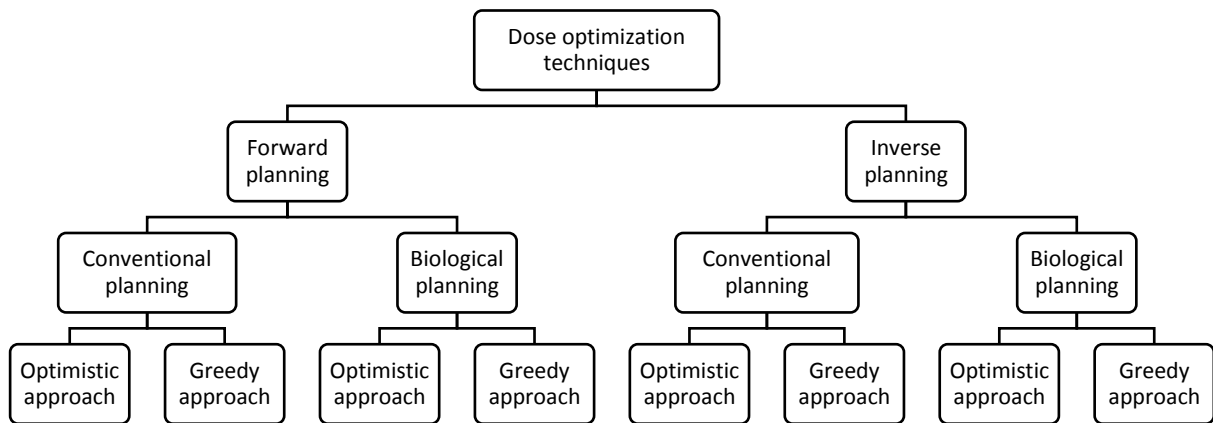 Dose optimization
techniques
Forward
planning
Inverse
planning
Conventional
planning
Biological
planning
Conventional
planning
Biological
planning
Optimistic
approach
Greedy
approach
Optimistic
approach
Greedy
approach
Optimistic
approach
Greedy
approach
Optimistic
approach
Greedy
approach